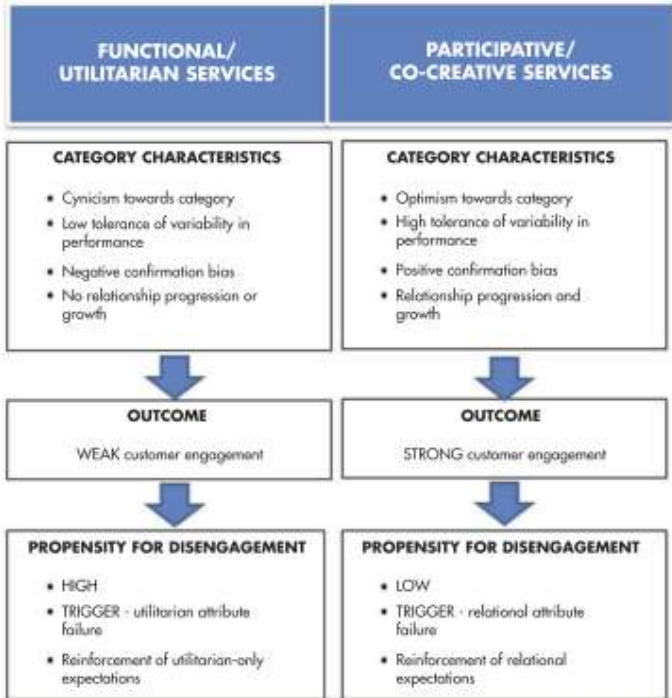 FUNCTIONAL/
UTILITARIAN SERVICES
CATEGORY CHARACTERISTICS
• Cynicism towards category
• Low tolerance of variability in
performance
• Negative confirmation bias
• No relationship progression or
growth
OUTCOME
WEAK customer engagement
PROPENSITY FOR DISENGAGEMENT
• HIGH
• TRIGGER - utilitarian attribute
failure
• Reinforcement of utilitarian-only
expectations
PARTICIPATIVE/
CO-CREATIVE SERVICES
CATEGORY CHARACTERISTICS
• Optimism towards category
• High tolerance of variability in
performance
• Positive confirmation bias
• Relationship progression and
growth
OUTCOME
STRONG customer engagement
PROPENSITY FOR DISENGAGEMENT
• LOW
• TRIGGER - relational attribute
failure
• Reinforcement of relational
expectations